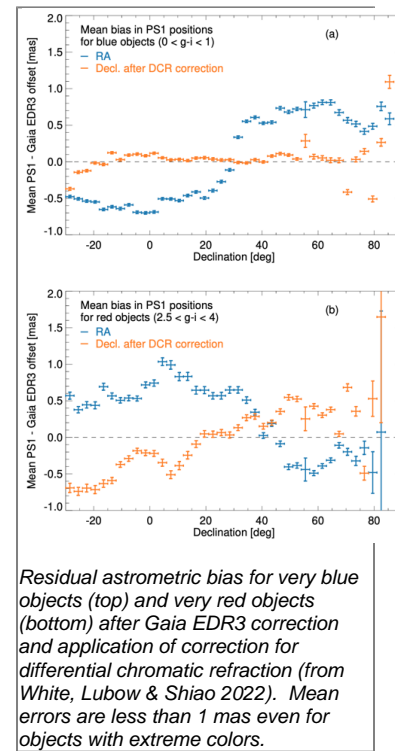 Mean bias in PS1 positions
for blue objects (0 < g-i < 1)
(a)
RA
Decl. after DCR correction
Mean PS1 - Gaia EDR3 offset [mas]
2.0
1.5
1.0
0.5
0.0
-0.5
-1.0
-20
0
20
40
60
80
Declination [deg]
Mean bias in PS1 positions
for red objects (2.5 < g-i < 4)
(b)
RA
Decl. after DCR correction
Mean PS1 - Gaia EDR3 offset [mas]
2.0
1.5
1.0
0.5
0.0
-0.5
-1.0
-20
0
20
40
60
80
Declination [deg]
Residual astrometric bias for very blue
objects (top) and very red objects
(bottom) after Gaia EDR3 correction
and application of correction for
differential chromatic refraction (from
White, Lubow & Shiao 2022). Mean
errors are less than 1 mas even for
objects with extreme colors.